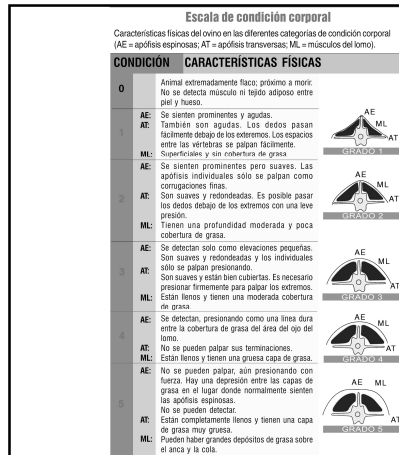 Escala de condición corporal
Características físicas del ovino en las diferentes categorías de condición corporal
(AE = apófisis espinosas; AT = apófisis transversas; ML = músculos del lomo).
CONDICIÓN CARACTERÍSTICAS FÍSICAS
0
Animal extremadamente flaco; próximo a morir.
No se detecta músculo ni tejido adiposo entre
piel y hueso.
1
AE: Se sienten prominentes y agudas.
AT: También son agudas. Los dedos pasan
fácilmente debajo de los extremos. Los espacios
entre las vértebras se palpan fácilmente.
ML: Superficiales y sin cobertura de grasa.
AE
ML
AT
GRADO 1
2
AE: Se sienten prominentes pero suaves. Las
apófisis individuales sólo se palpan como
corrugaciones finas.
AT: Son suaves y redondeadas. Es posible pasar
los dedos debajo de los extremos con una leve
presión.
ML: Tienen una profundidad moderada y poca
cobertura de grasa.
AE
ML
AT
GRADO 2
3
AE: Se detectan solo como elevaciones pequeñas.
Son suaves y redondeadas y los individuales
sólo se palpan presionando.
AT: Son suaves y están bien cubiertas. Es necesario
presionar firmemente para palpar los extremos.
ML: Están llenos y tienen una moderada cobertura
de grasa.
AE
ML
AT
GRADO 3
4
AE: Se detectan, presionando como una línea dura
entre la cobertura de grasa del área del ojo del
lomo.
AT: No se pueden palpar sus terminaciones.
ML: Están llenos y tienen una gruesa capa de grasa.
AE
ML
AT
GRADO 4
5
AE: No se pueden palpar, aún presionando con
fuerza. Hay una depresión entre las capas de
grasa en el lugar donde normalmente sienten
las apófisis espinosas.
No se pueden detectar.
AT: Están completamente llenos y tienen una capa
de grasa muy gruesa.
ML: Pueden haber grandes depósitos de grasa sobre
el anca y la cola.
AE ML
AT
GRADO 5